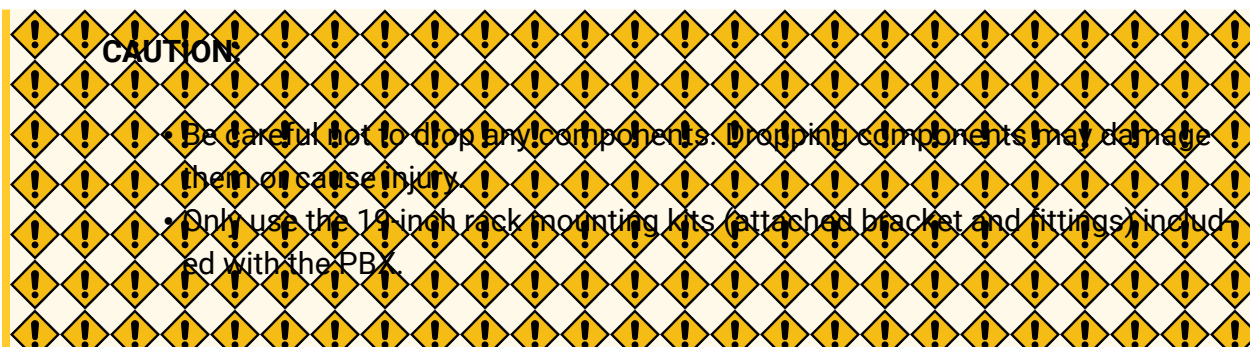 CAUTION:
• Be careful not to drop any components. Dropping components may damage
them or cause injury.
• Only use the 19-inch rack mounting kits (attached bracket and fittings) includ-
ed with the PBX.